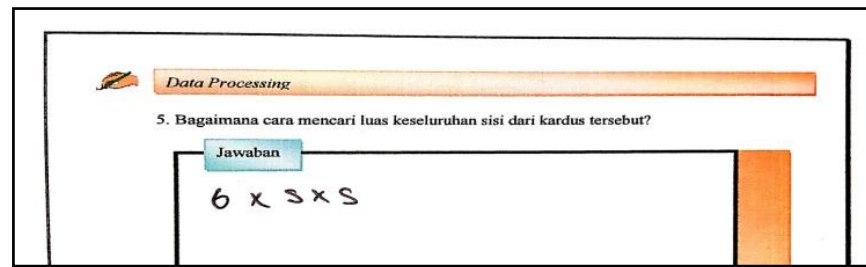 Data Processing
5. Bagaimana cara mencari luas keseluruhan sisi dari kardus tersebut?
Jawaban
6 x s x s